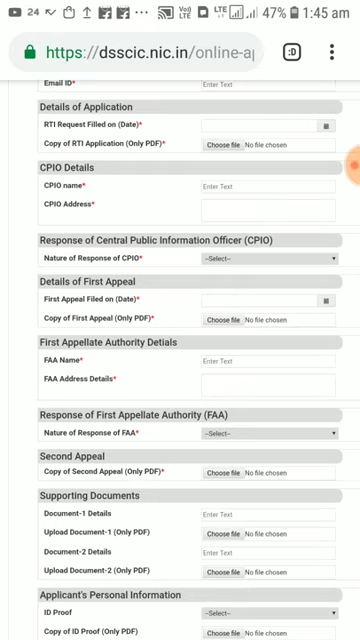 24 Vo) LTE LTE 47% 1:45 am
https://dsscic.nic.in/online-ap :D
Email ID* Enter Text
Details of Application
RTI Request Filled on (Date)*
Copy of RTI Application (Only PDF)* Choose file No file chosen
CPIO Details
CPIO name* Enter Text
CPIO Address*
Response of Central Public Information Officer (CPIO)
Nature of Response of CPIO* --Select--
Details of First Appeal
First Appeal Filed on (Date)*
Copy of First Appeal (Only PDF)* Choose file No file chosen
First Appellate Authority Detials
FAA Name* Enter Text
FAA Address Details*
Response of First Appellate Authority (FAA)
Nature of Response of FAA* --Select--
Second Appeal
Copy of Second Appeal (Only PDF)* Choose file No file chosen
Supporting Documents
Document-1 Details Enter Text
Upload Document-1 (Only PDF) Choose file No file chosen
Document-2 Details Enter Text
Upload Document-2 (Only PDF) Choose file No file chosen
Applicant's Personal Information
ID Proof --Select--
Copy of ID Proof (Only PDF) Choose file No file chosen